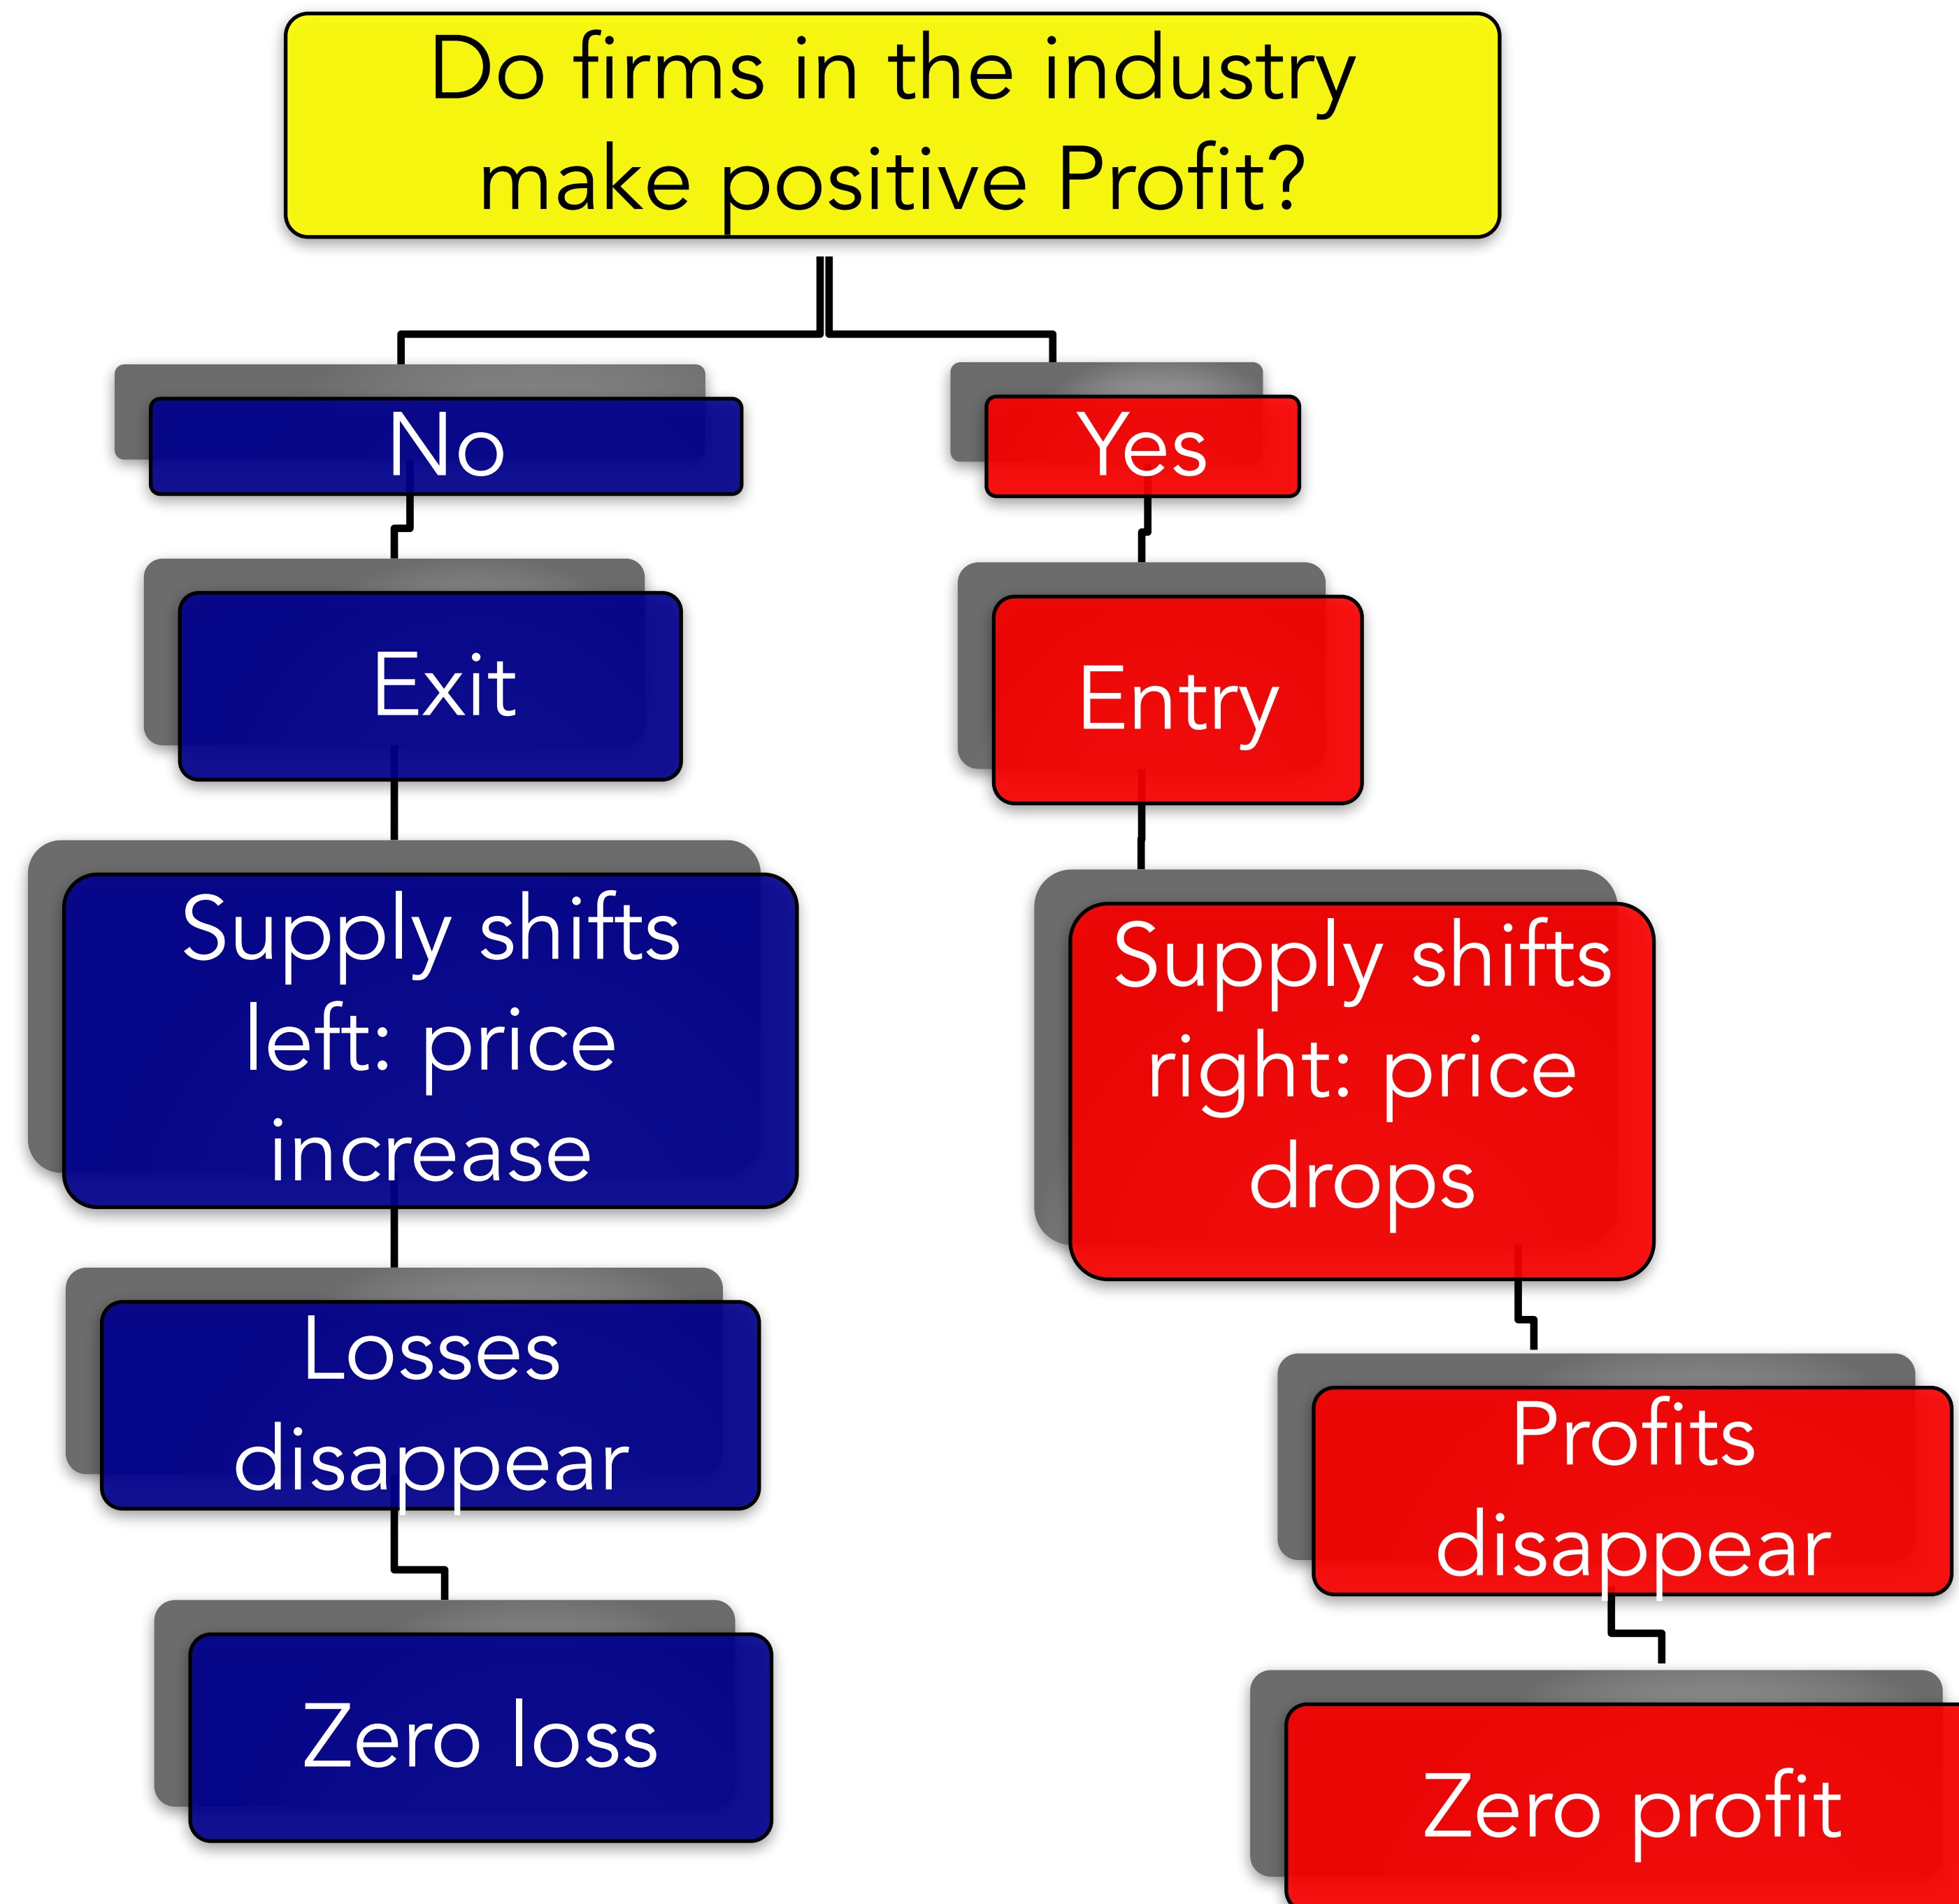 Do firms in the industry
make positive Profit?
No
Yes
Exit
Entry
Supply shifts
left: price
increase
Supply shifts
right: price
drops
Losses
disappear
Profits
disappear
Zero loss
Zero profit